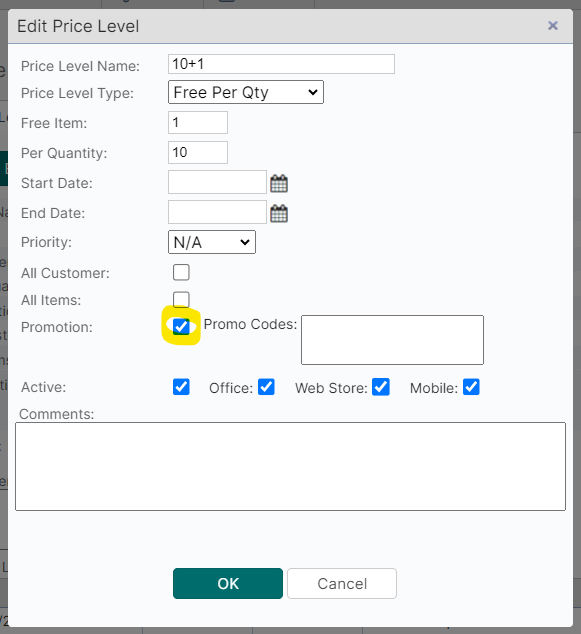 Edit Price Level
Price Level Name: 10+1
Price Level Type: Free Per Qty
Free Item: 1
Per Quantity: 10
Start Date:
End Date:
Priority: N/A
All Customer:
All Items:
Promotion: Promo Codes:
Active: Office: Web Store: Mobile:
Comments:
OK Cancel